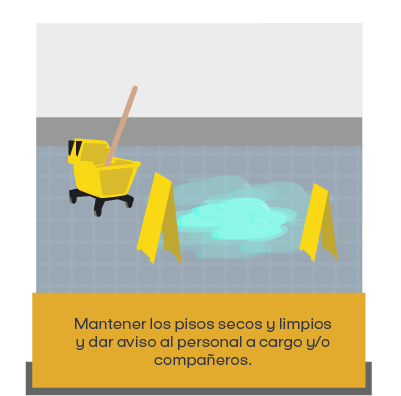 Mantener los pisos secos y limpios
y dar aviso al personal a cargo y/o
compañeros.